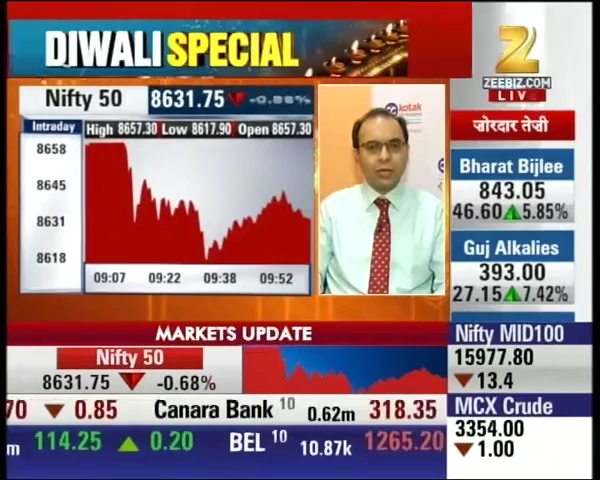 DIWALI SPECIAL
ZEEBIZ.COM
Nifty 50 8631.75
Intraday High 8657.30 Low 8617.90 Open 8657.30
8658
8645
8631
8618
09:07 09:22 09:38 09:52
kotak
जोरदार तेजी
Bharat Bijlee
843.05
46.60 5.85%
Guj Alkalies
393.00
27.15 7.42%
MARKETS UPDATE
Nifty 50
8631.75 -0.68%
Nifty MID100
15977.80
13.4
MCX Crude
3354.00
1.00
70 0.85 Canara Bank 10 0.62m 318.35
m 114.25 0.20 BEL 10 10.87k 1265.20